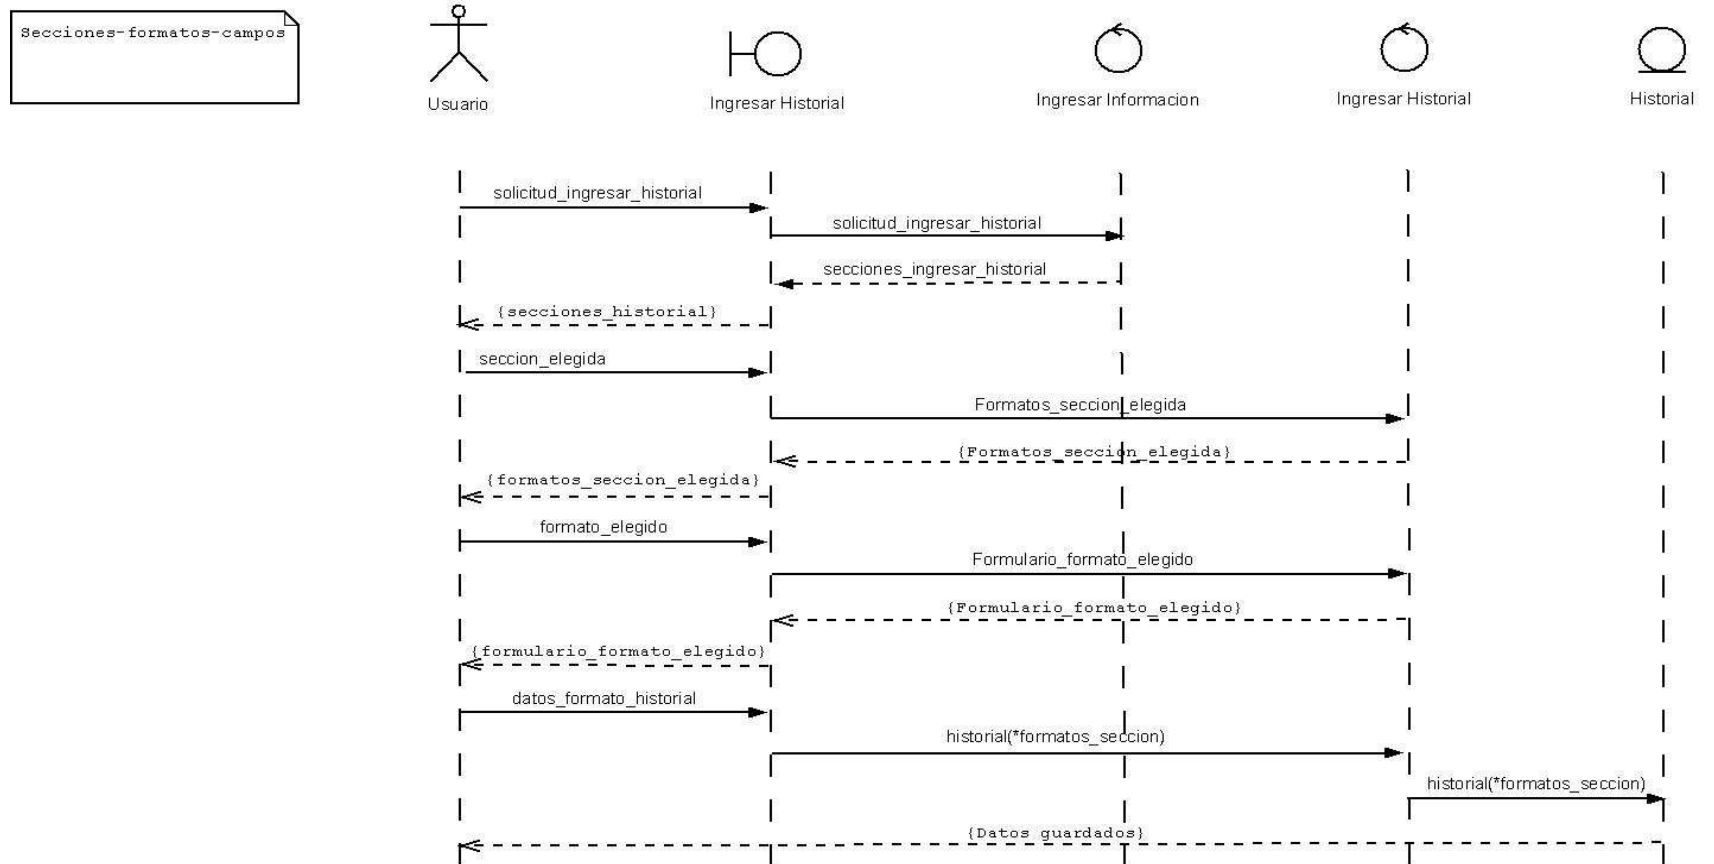 Secciones-formatos-campos
Usuario
Ingresar Historial
Ingresar Informacion
Ingresar Historial
Historial
solicitud_ingresar_historial
solicitud_ingresar_historial
secciones_ingresar_historial
{secciones_historial}
seccion_elegida
Formatos_seccion_elegida
{Formatos_seccion_elegida}
{formatos_seccion_elegida}
formato_elegido
Formulario_formato_elegido
{Formulario_formato_elegido}
{formulario_formato_elegido}
datos_formato_historial
historial(*formatos_seccion)
historial(*formatos_seccion)
{Datos guardados}